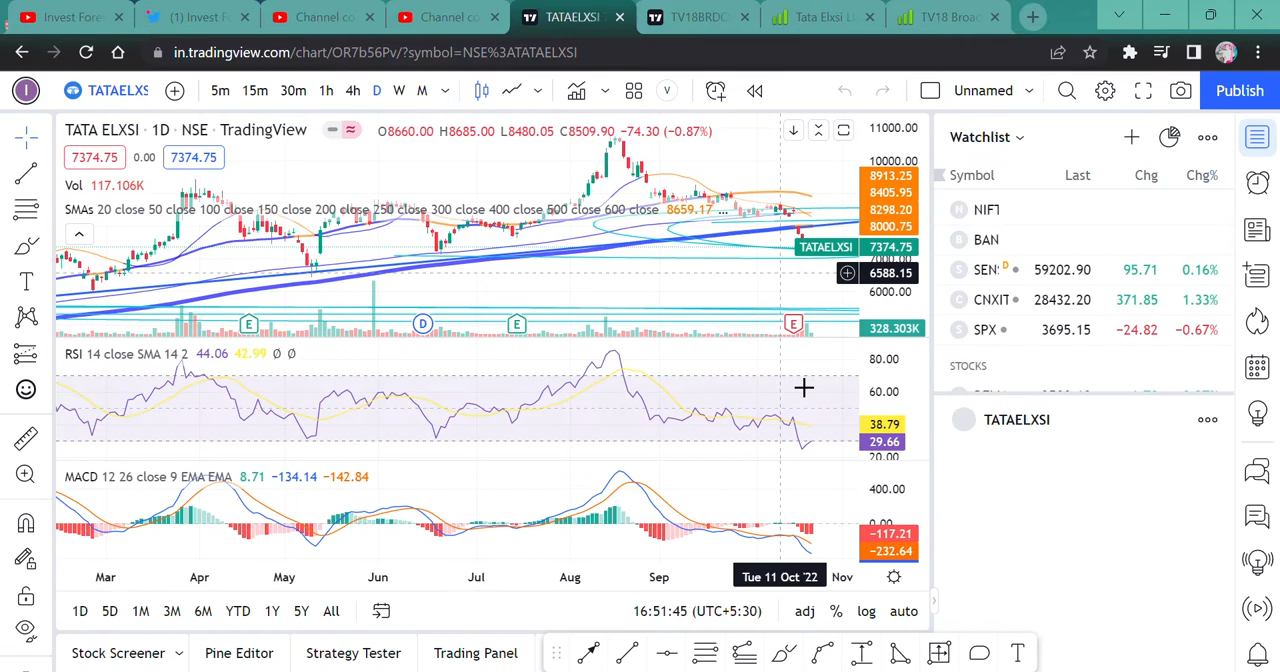 Invest Fore
(1) Invest F
Channel co
Channel co
TATAELXSI
TV18BRDC
Tata Elxsi L
TV18 Broa
in.tradingview.com/chart/OR7b56Pv/?symbol=NSE%3ATATAELXSI
I TATAELXS 5m 15m 30m 1h 4h D W M V Unnamed Publish
TATA ELXSI · 1D · NSE · TradingView O8660.00 H8685.00 L8480.05 C8509.90 −74.30 (−0.87%)
7374.75 0.00 7374.75
Vol 117.106K
SMAs 20 close 50 close 100 close 150 close 200 close 250 close 300 close 400 close 500 close 600 close 8659.17 ...
11000.00
10000.00
8913.25
8405.95
8298.20
8000.75
TATAELXSI 7374.75
6588.15
6000.00
328.303K
E D E E
RSI 14 close SMA 14 2 44.06 42.99 Ø Ø
80.00
60.00
38.79
29.66
20.00
MACD 12 26 close 9 EMA EMA 8.71 −134.14 −142.84
400.00
0.00
−117.21
−232.64
Mar Apr May Jun Jul Aug Sep Tue 11 Oct '22 Nov
1D 5D 1M 3M 6M YTD 1Y 5Y All 16:51:45 (UTC+5:30) adj % log auto
Stock Screener Pine Editor Strategy Tester Trading Panel
Watchlist
Symbol Last Chg Chg%
N NIFT
B BAN
S SEN D 59202.90 95.71 0.16%
C CNXIT 28432.20 371.85 1.33%
S SPX 3695.15 −24.82 −0.67%
STOCKS
TATAELXSI